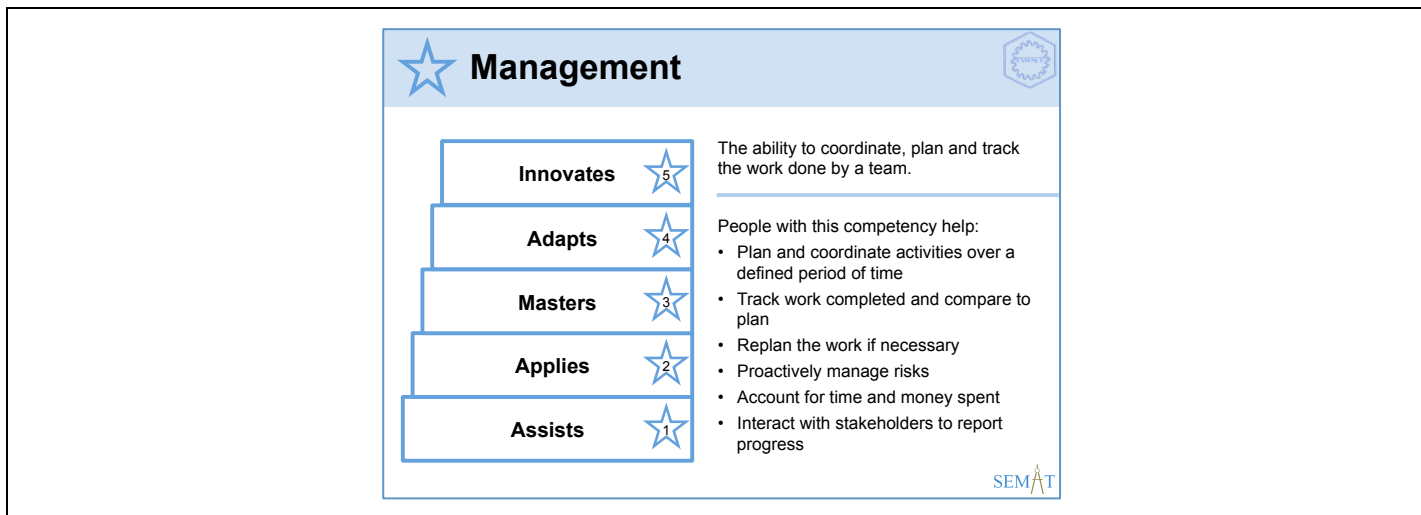 Management
Innovates 5
Adapts 4
Masters 3
Applies 2
Assists 1
The ability to coordinate, plan and track
the work done by a team.
People with this competency help:
• Plan and coordinate activities over a
defined period of time
• Track work completed and compare to
plan
• Replan the work if necessary
• Proactively manage risks
• Account for time and money spent
• Interact with stakeholders to report
progress
SEMAT